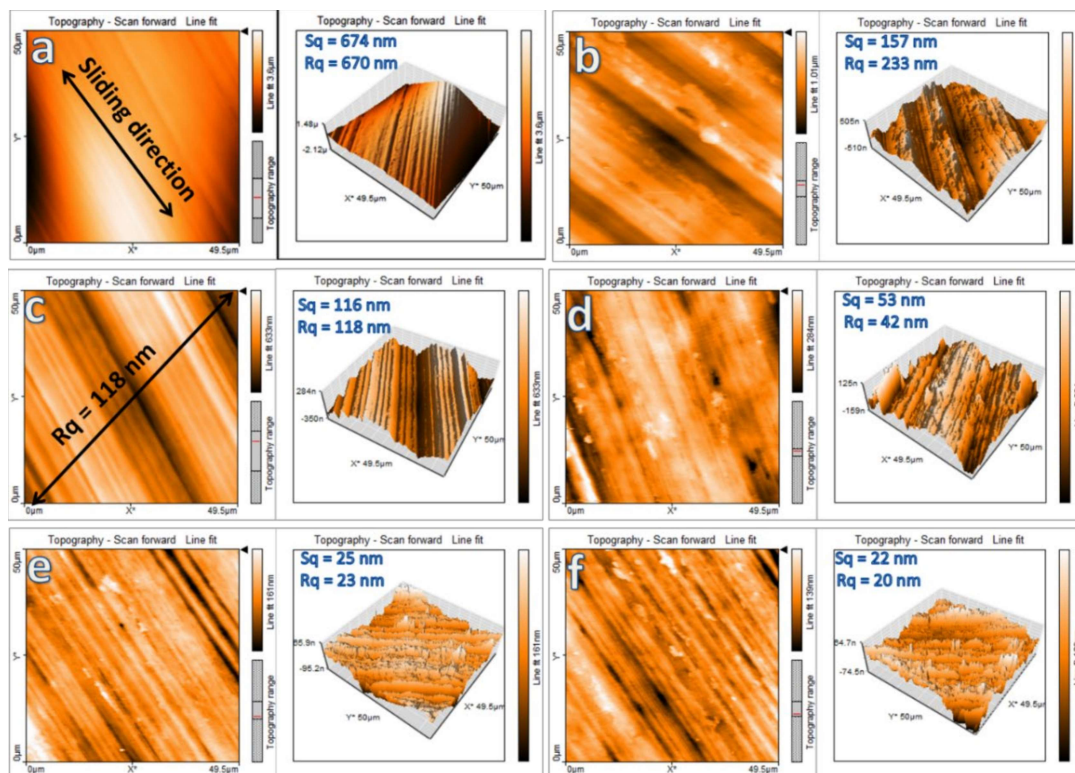 Topography - Scan forward Line fit
a
Sliding direction
50µm
Y*
0µm
0µm X* 49.5µm
Line fit 3.6µm
Topography range
Topography - Scan forward Line fit
Sq = 674 nm
Rq = 670 nm
1.48µ
-2.12µ
X* 49.5µm
Y* 50µm
Line fit 3.6µm
Topography - Scan forward Line fit
b
50µm
Y*
0µm
0µm X* 49.5µm
Line fit 1.01µm
Topography range
Topography - Scan forward Line fit
Sq = 157 nm
Rq = 233 nm
505n
-510n
X* 49.5µm
Y* 50µm
Topography - Scan forward Line fit
c
Rq = 118 nm
50µm
Y*
0µm
0µm X* 49.5µm
Line fit 633nm
Topography range
Topography - Scan forward Line fit
Sq = 116 nm
Rq = 118 nm
284n
-350n
X* 49.5µm
Y* 50µm
Line fit 633nm
Topography - Scan forward Line fit
d
50µm
Y*
0µm
0µm X* 49.5µm
Line fit 284nm
Topography range
Topography - Scan forward Line fit
Sq = 53 nm
Rq = 42 nm
125n
-159n
X* 49.5µm
Y* 50µm
Topography - Scan forward Line fit
e
50µm
Y*
0µm
0µm X* 49.5µm
Line fit 161nm
Topography range
Topography - Scan forward Line fit
Sq = 25 nm
Rq = 23 nm
-95.2n
Y* 50µm
X* 49.5µm
Line fit 161nm
Topography - Scan forward Line fit
f
50µm
Y*
0µm
0µm X* 49.5µm
Line fit 139nm
Topography range
Topography - Scan forward Line fit
Sq = 22 nm
Rq = 20 nm
-74.5n
Y* 50µm
X* 49.5µm